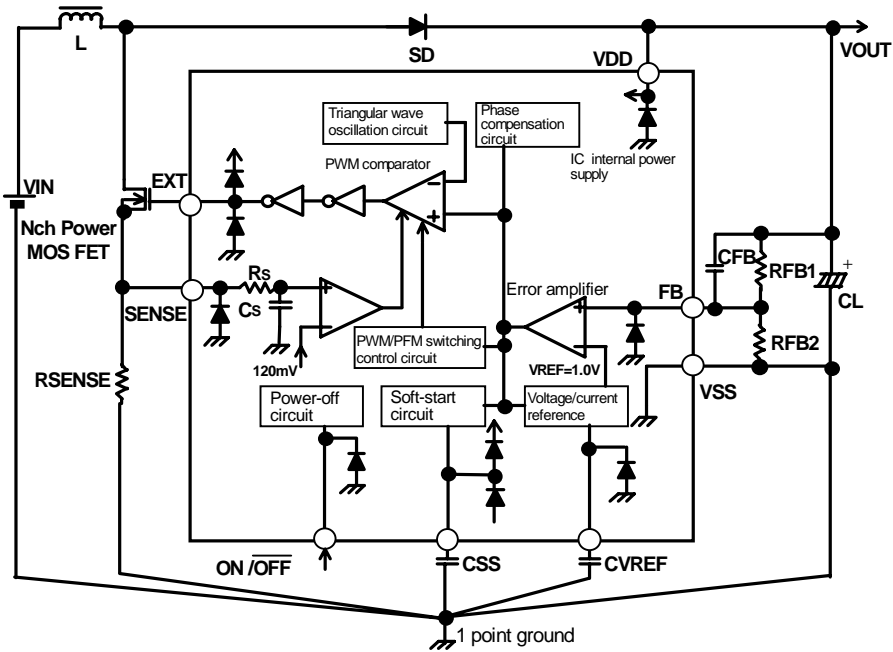 L
SD
VOUT
VDD
Triangular wave
oscillation circuit
Phase
compensation
circuit
IC internal power
supply
PWM comparator
VIN
EXT
Nch Power
MOS FET
−
+
RS
CS
SENSE
+
−
120mV
Error amplifier
FB
CFB
RFB1
+
CL
RFB2
+
−
PWM/PFM switching
control circuit
VREF=1.0V
VSS
RSENSE
Power-off
circuit
Soft-start
circuit
Voltage/current
reference
ON /OFF
CSS
CVREF
1 point ground